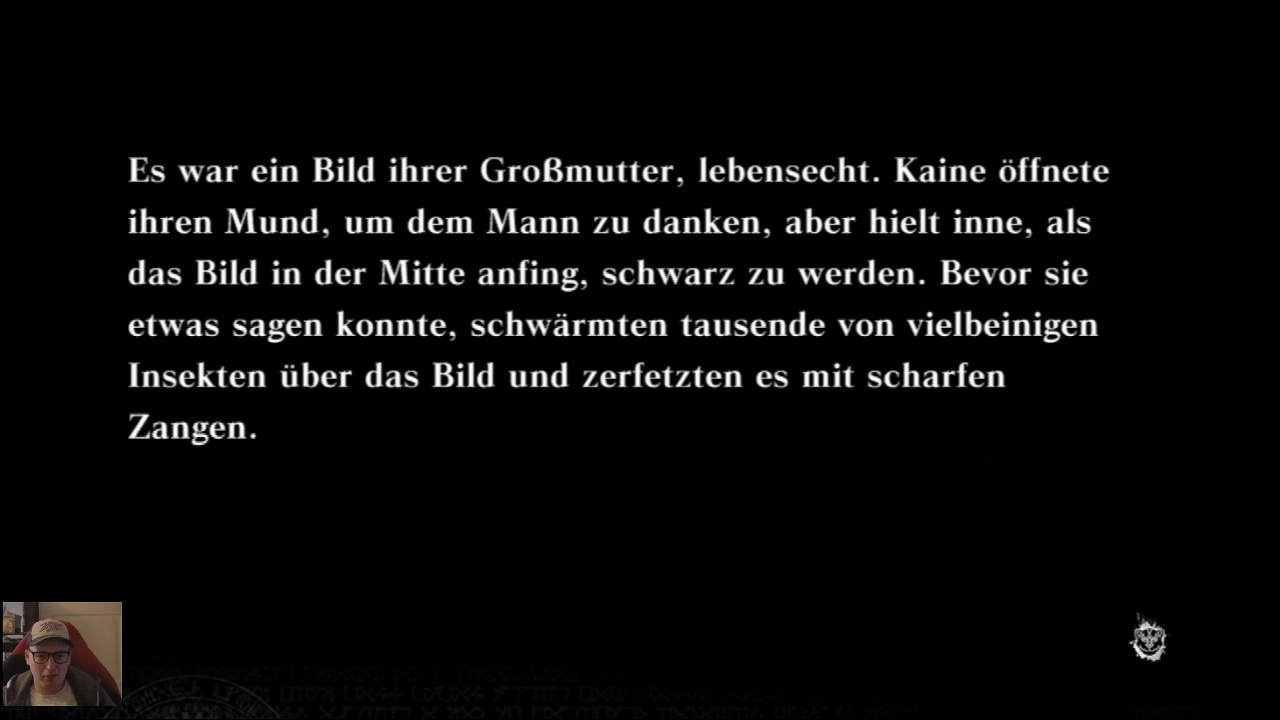 Es war ein Bild ihrer Großmutter, lebensecht. Kaine öffnete
ihren Mund, um dem Mann zu danken, aber hielt inne, als
das Bild in der Mitte anfing, schwarz zu werden. Bevor sie
etwas sagen konnte, schwärmten tausende von vielbeinigen
Insekten über das Bild und zerfetzten es mit scharfen
Zangen.